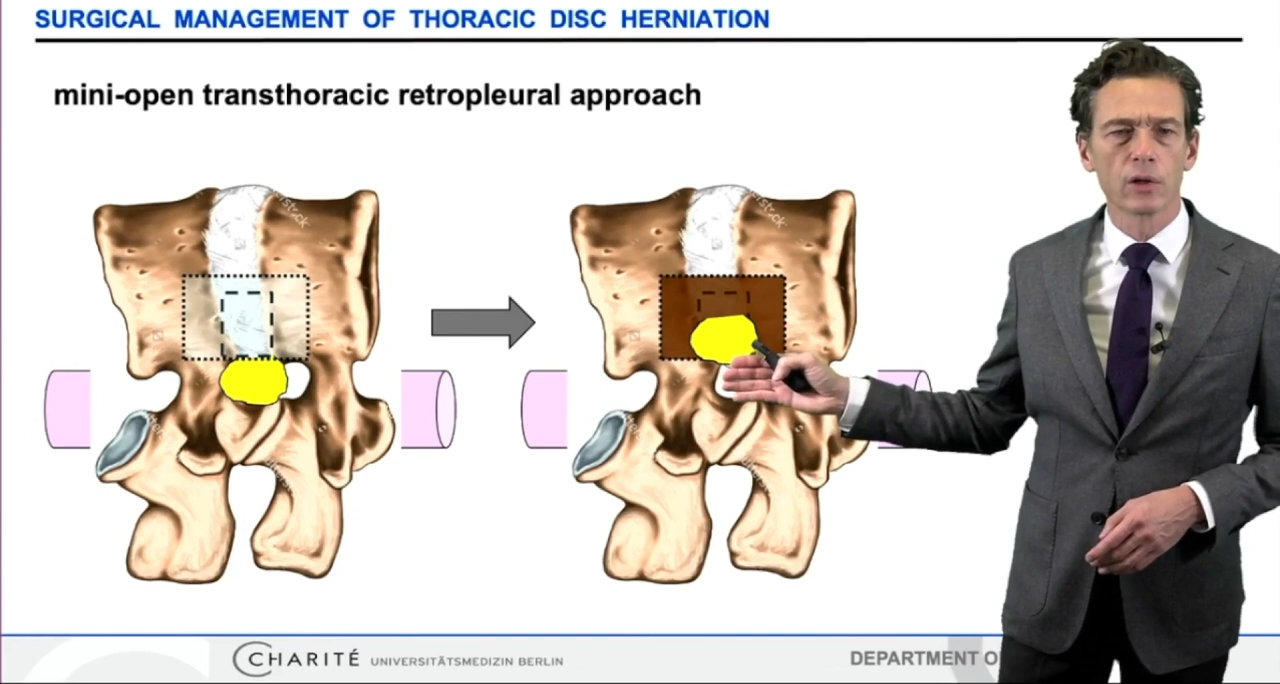 SURGICAL MANAGEMENT OF THORACIC DISC HERNIATION
mini-open transthoracic retropleural approach
CHARITÉ UNIVERSITÄTSMEDIZIN BERLIN
DEPARTMENT